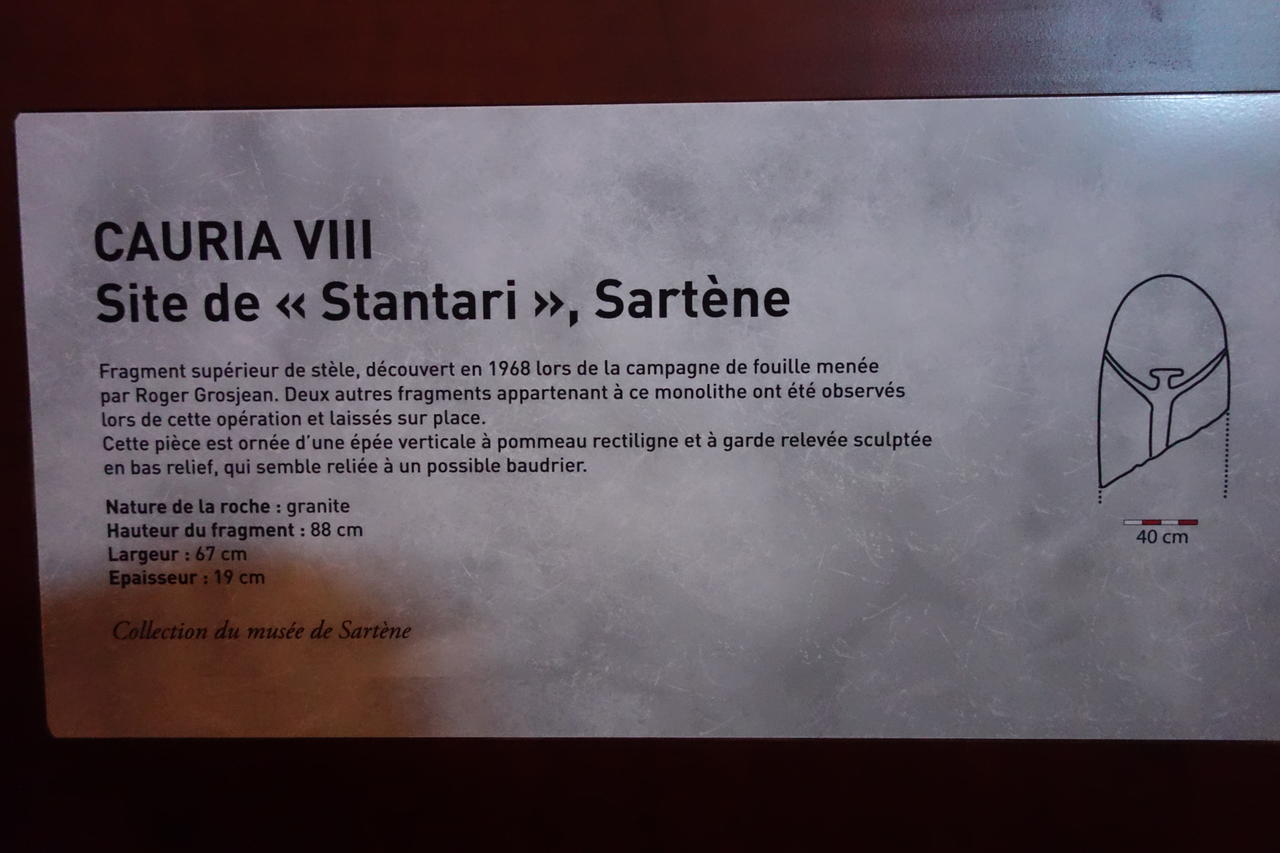 CAURIA VIII
Site de « Stantari », Sartène
Fragment supérieur de stèle, découvert en 1968 lors de la campagne de fouille menée
par Roger Grosjean. Deux autres fragments appartenant à ce monolithe ont été observés
lors de cette opération et laissés sur place.
Cette pièce est ornée d'une épée verticale à pommeau rectiligne et à garde relevée sculptée
en bas relief, qui semble reliée à un possible baudrier.
Nature de la roche : granite
Hauteur du fragment : 88 cm
Largeur : 67 cm
Epaisseur : 19 cm
Collection du musée de Sartène
40 cm